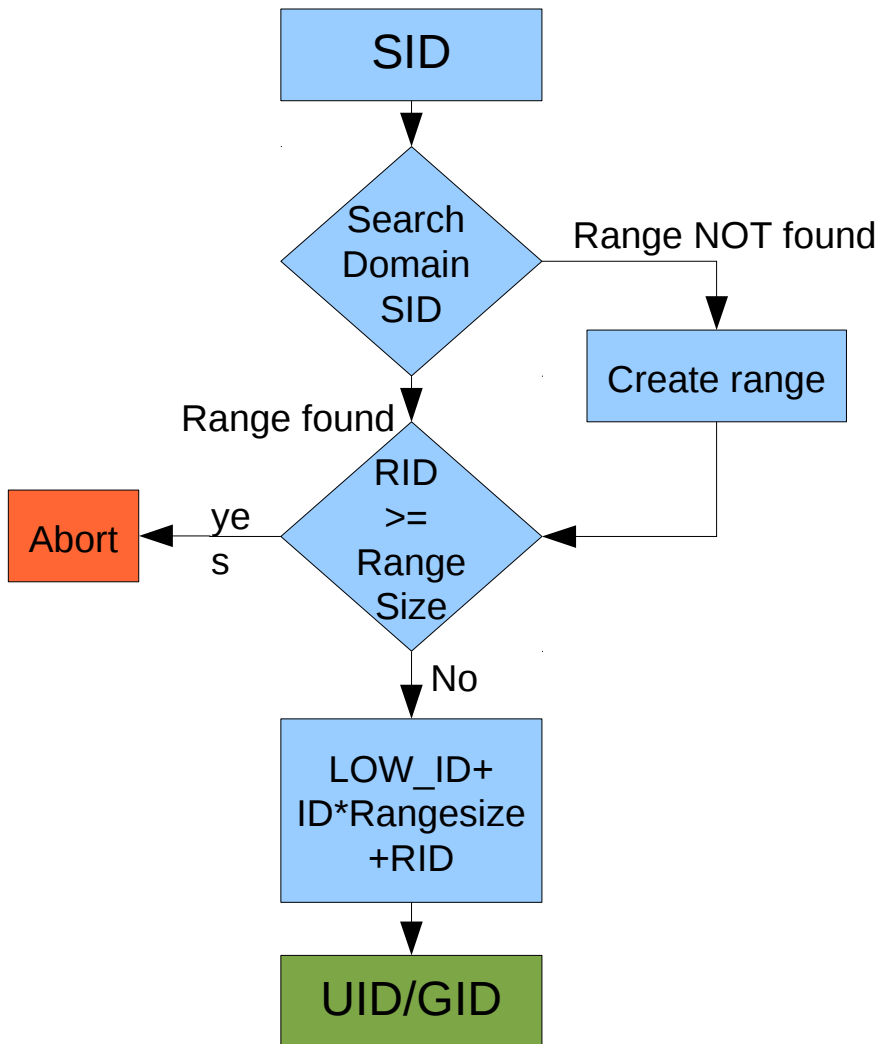 SID
Search
Domain
SID
Range NOT found
Create range
Range found
RID
>=
Range
Size
ye
s
Abort
No
LOW_ID+
ID*Rangesize
+RID
UID/GID